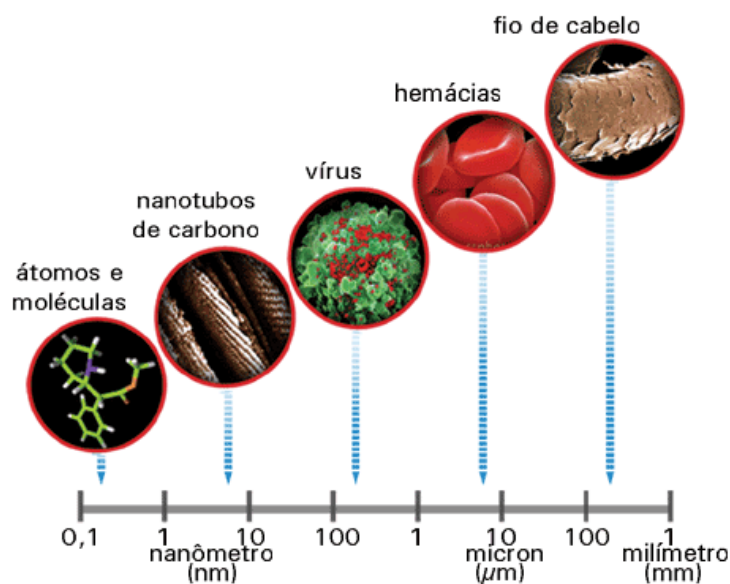 fio de cabelo
hemácias
vírus
nanotubos
de carbono
átomos e
moléculas
0,1 1 10 100 1 10 100 1
nanômetro micron milímetro
(nm) (μm) (mm)